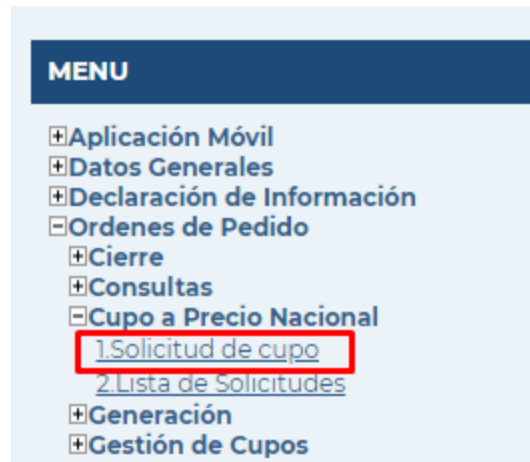 MENU
Aplicación Móvil
Datos Generales
Declaración de Información
Ordenes de Pedido
Cierre
Consultas
Cupo a Precio Nacional
1.Solicitud de cupo
2.Lista de Solicitudes
Generación
Gestión de Cupos